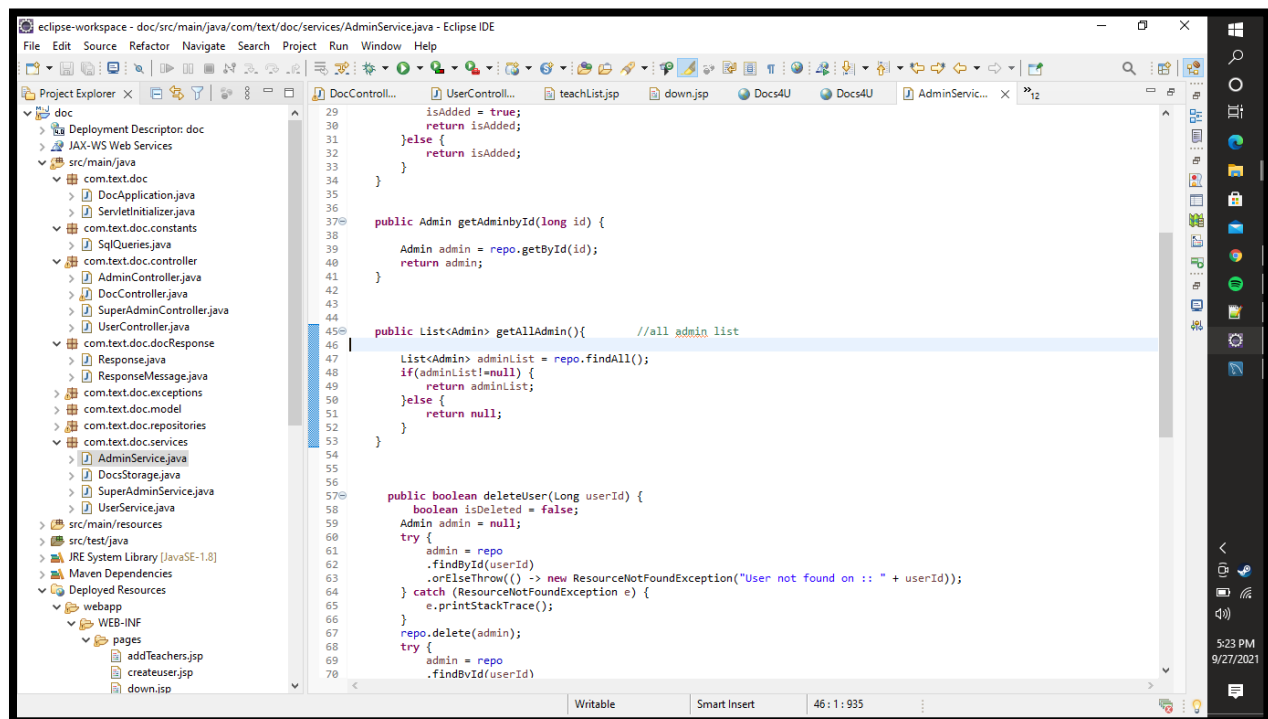 eclipse-workspace - doc/src/main/java/com/text/doc/services/AdminService.java - Eclipse IDE
File Edit Source Refactor Navigate Search Project Run Window Help
Project Explorer
DocControll... UserControll... teachList.jsp down.jsp Docs4U Docs4U AdminServic... »12
doc
Deployment Descriptor: doc
JAX-WS Web Services
src/main/java
com.text.doc
DocApplication.java
ServletInitializer.java
com.text.doc.constants
SqlQueries.java
com.text.doc.controller
AdminController.java
DocController.java
SuperAdminController.java
UserController.java
com.text.doc.docResponse
Response.java
ResponseMessage.java
com.text.doc.exceptions
com.text.doc.model
com.text.doc.repositories
com.text.doc.services
AdminService.java
DocsStorage.java
SuperAdminService.java
UserService.java
src/main/resources
src/test/java
JRE System Library [JavaSE-1.8]
Maven Dependencies
Deployed Resources
webapp
WEB-INF
pages
addTeachers.jsp
createuser.jsp
down.jsp
29 isAdded = true;
30 return isAdded;
31 }else {
32 return isAdded;
33 }
34 }
35
36
37 public Admin getAdminbyId(long id) {
38
39 Admin admin = repo.getById(id);
40 return admin;
41 }
42
43
44
45 public List<Admin> getAllAdmin(){ //all admin list
46
47 List<Admin> adminList = repo.findAll();
48 if(adminList!=null) {
49 return adminList;
50 }else {
51 return null;
52 }
53 }
54
55
56
57 public boolean deleteUser(Long userId) {
58 boolean isDeleted = false;
59 Admin admin = null;
60 try {
61 admin = repo
62 .findById(userId)
63 .orElseThrow(() -> new ResourceNotFoundException("User not found on :: " + userId));
64 } catch (ResourceNotFoundException e) {
65 e.printStackTrace();
66 }
67 repo.delete(admin);
68 try {
69 admin = repo
70 .findById(userId)
Writable Smart Insert 46 : 1 : 935
5:23 PM
9/27/2021